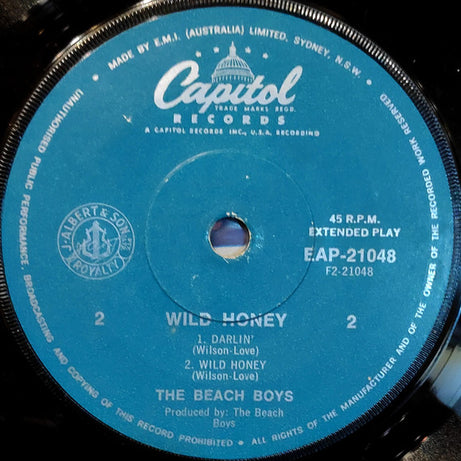 • MADE BY E.M.I. (AUSTRALIA) LIMITED, SYDNEY, N.S.W. •
Capitol
TRADE MARKS REGD.
RECORDS
A CAPITOL RECORDS INC., U.S.A. RECORDING
J. ALBERT & SON
ROYALTY
45 R.P.M.
EXTENDED PLAY
EAP-21048
F2-21048
2 WILD HONEY 2
1. DARLIN'
(Wilson-Love)
2. WILD HONEY
(Wilson-Love)
THE BEACH BOYS
Produced by: The Beach
Boys
UNAUTHORISED PUBLIC PERFORMANCE, BROADCASTING AND COPYING OF THIS RECORD PROHIBITED • ALL RIGHTS OF THE MANUFACTURER AND OF THE OWNER OF THE RECORDED WORK RESERVED